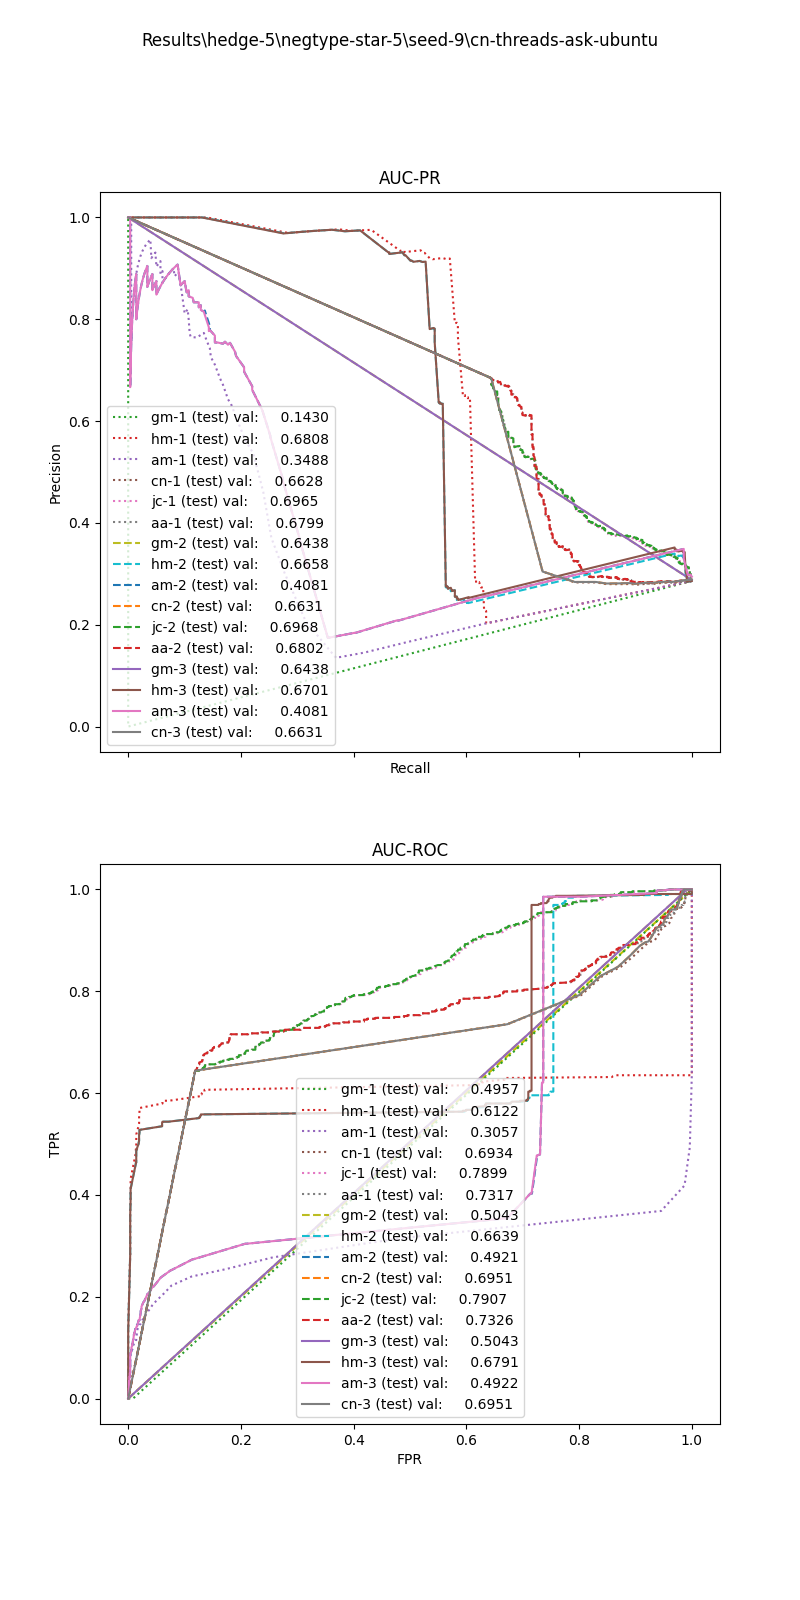 Results\hedge-5\negtype-star-5\seed-9\cn-threads-ask-ubuntu
AUC-PR
1.0
0.8
0.6
0.4
0.2
0.0
Precision
gm-1 (test) val: 0.1430
hm-1 (test) val: 0.6808
am-1 (test) val: 0.3488
cn-1 (test) val: 0.6628
jc-1 (test) val: 0.6965
aa-1 (test) val: 0.6799
gm-2 (test) val: 0.6438
hm-2 (test) val: 0.6658
am-2 (test) val: 0.4081
cn-2 (test) val: 0.6631
jc-2 (test) val: 0.6968
aa-2 (test) val: 0.6802
gm-3 (test) val: 0.6438
hm-3 (test) val: 0.6701
am-3 (test) val: 0.4081
cn-3 (test) val: 0.6631
Recall
AUC-ROC
1.0
0.8
0.6
0.4
0.2
0.0
TPR
gm-1 (test) val: 0.4957
hm-1 (test) val: 0.6122
am-1 (test) val: 0.3057
cn-1 (test) val: 0.6934
jc-1 (test) val: 0.7899
aa-1 (test) val: 0.7317
gm-2 (test) val: 0.5043
hm-2 (test) val: 0.6639
am-2 (test) val: 0.4921
cn-2 (test) val: 0.6951
jc-2 (test) val: 0.7907
aa-2 (test) val: 0.7326
gm-3 (test) val: 0.5043
hm-3 (test) val: 0.6791
am-3 (test) val: 0.4922
cn-3 (test) val: 0.6951
0.0 0.2 0.4 0.6 0.8 1.0
FPR